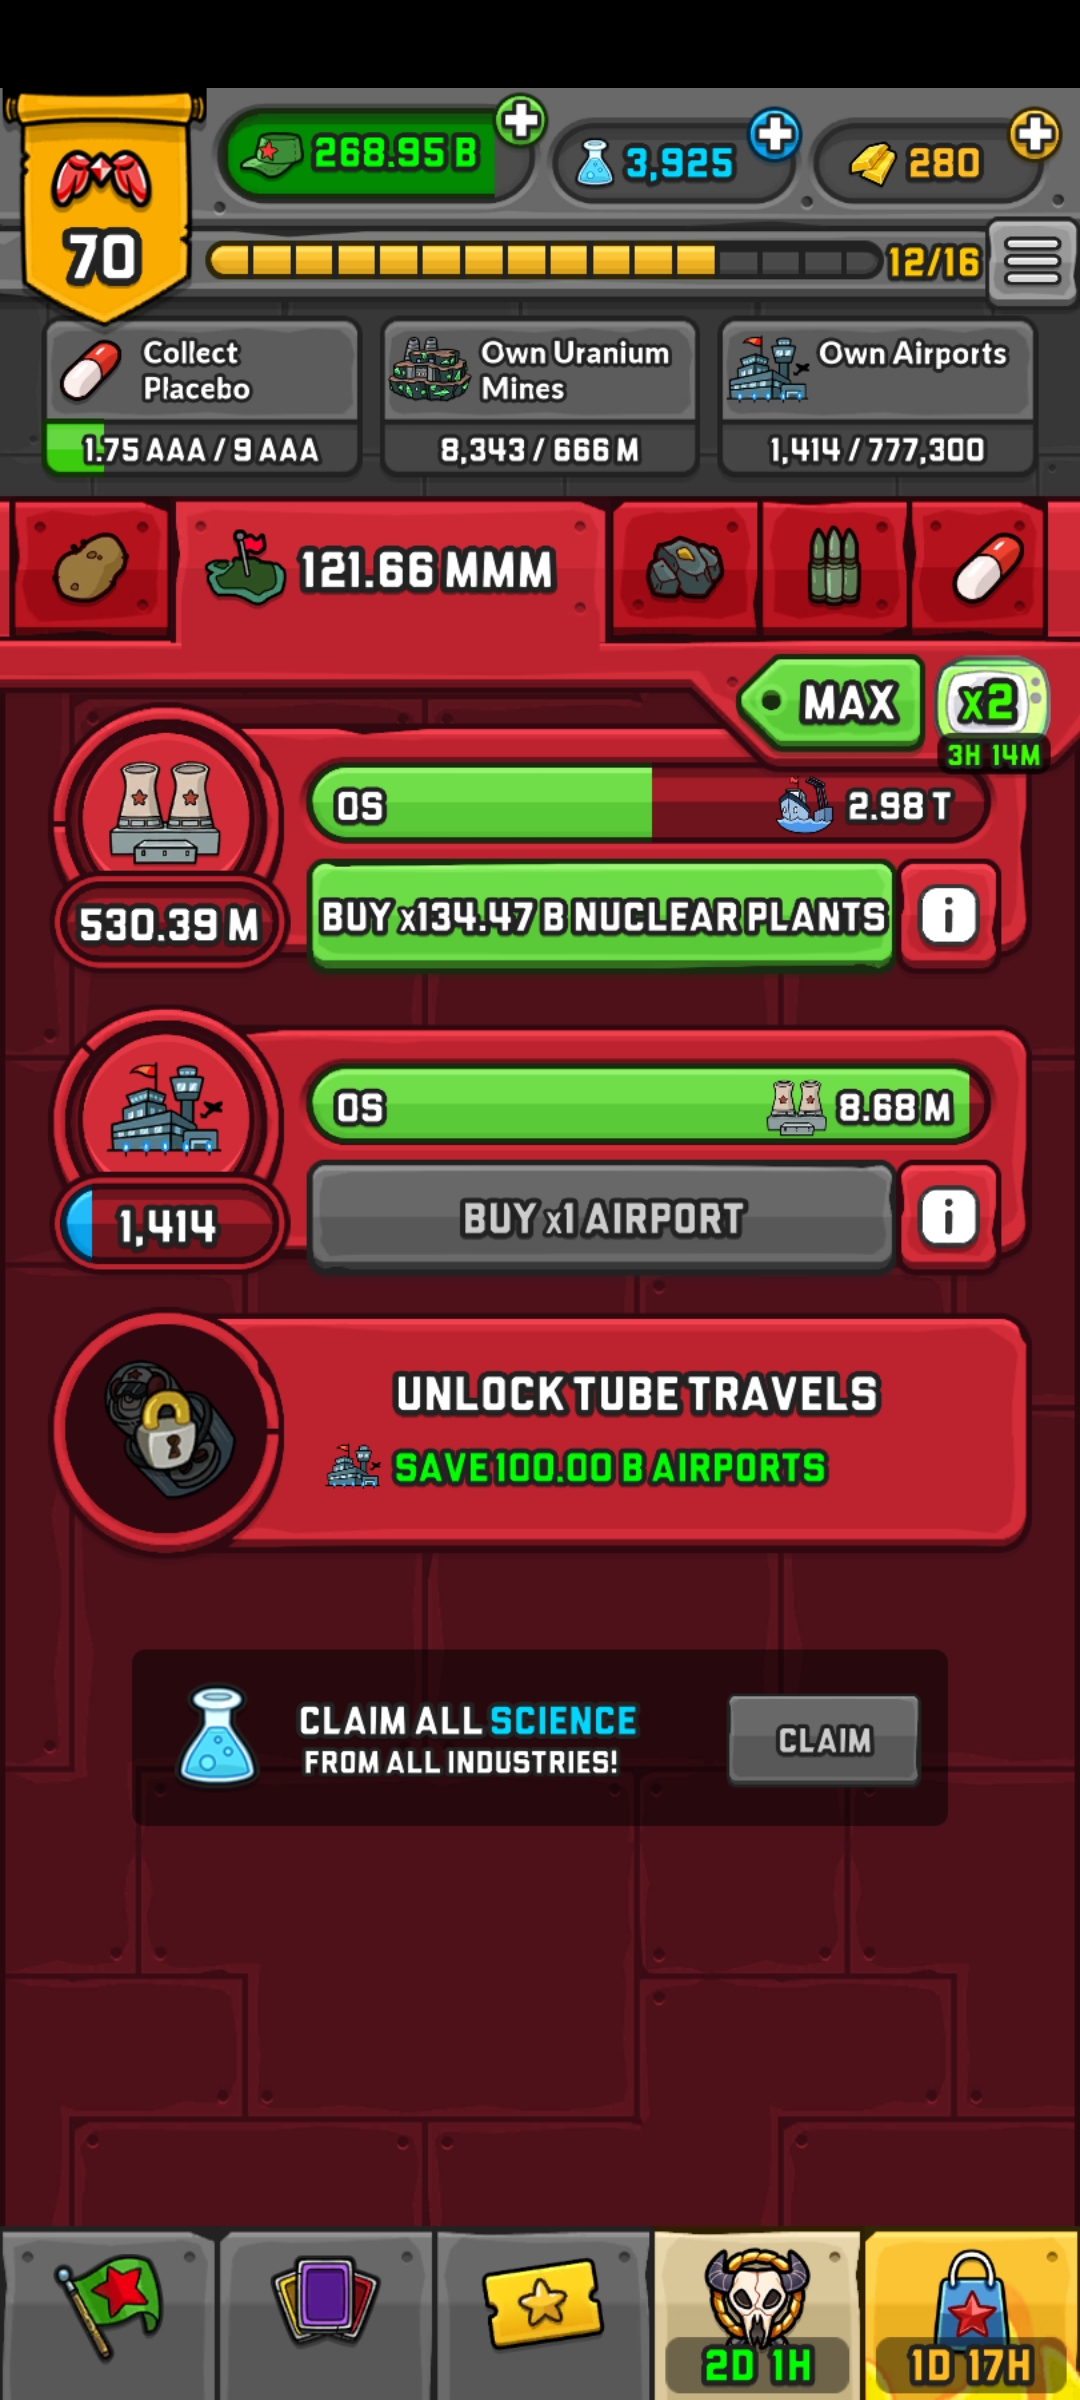 268.95 B
3,925
280
70
12/16
Collect
Placebo
1.75 AAA / 9 AAA
Own Uranium
Mines
8,343 / 666 M
Own Airports
1,414 / 777,300
121.66 MMM
MAX
x2
3H 14M
0S
2.98 T
530.39 M
BUY x134.47 B NUCLEAR PLANTS
i
0S
8.68 M
1,414
BUY x1 AIRPORT
i
UNLOCK TUBE TRAVELS
SAVE 100.00 B AIRPORTS
CLAIM ALL SCIENCE
FROM ALL INDUSTRIES!
CLAIM
2D 1H
1D 17H